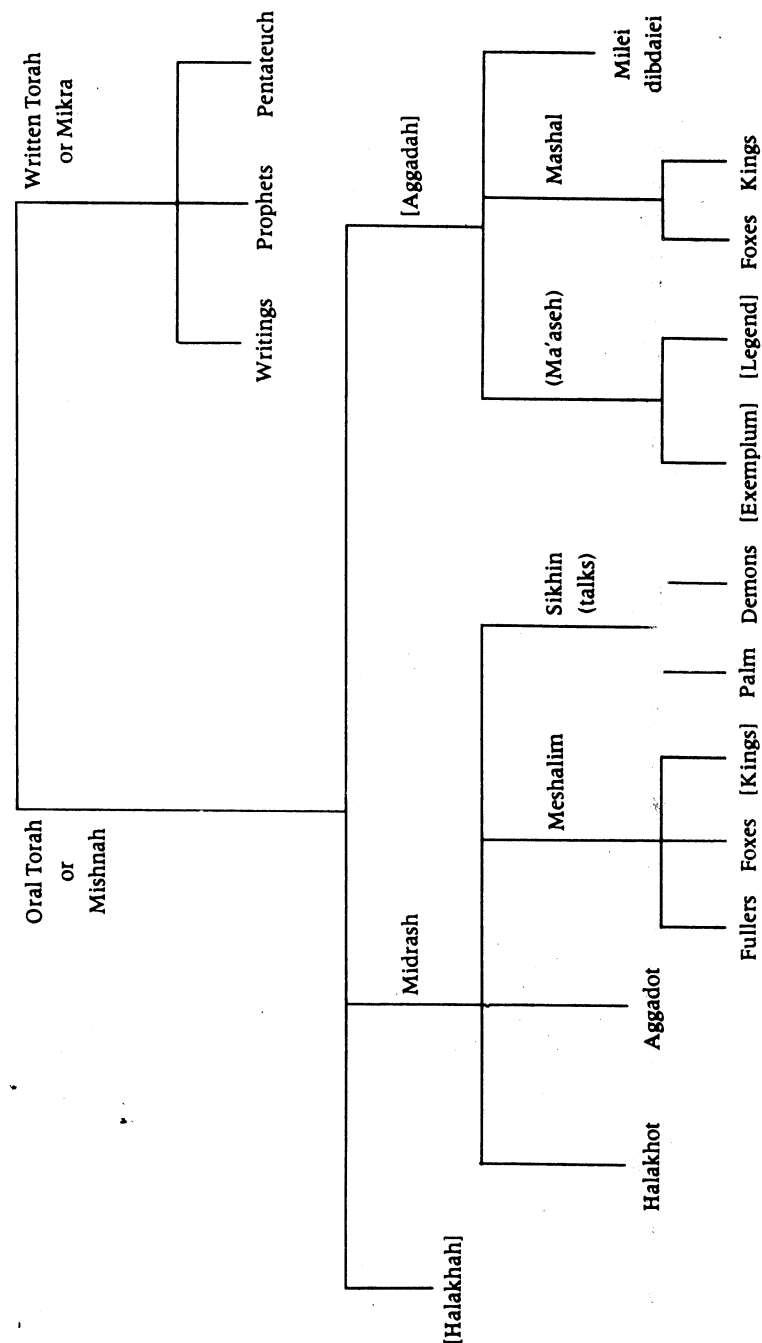 Oral Torah
or
Mishnah
Written Torah
or Mikra
Writings
Prophets
Pentateuch
[Halakhah]
Midrash
[Aggadah]
Halakhot
Aggadot
Meshalim
Sikhin
(talks)
(Ma'aseh)
Mashal
Milei
dibdaiei
Fullers
Foxes
[Kings]
Palm
Demons
[Exemplum]
[Legend]
Foxes
Kings